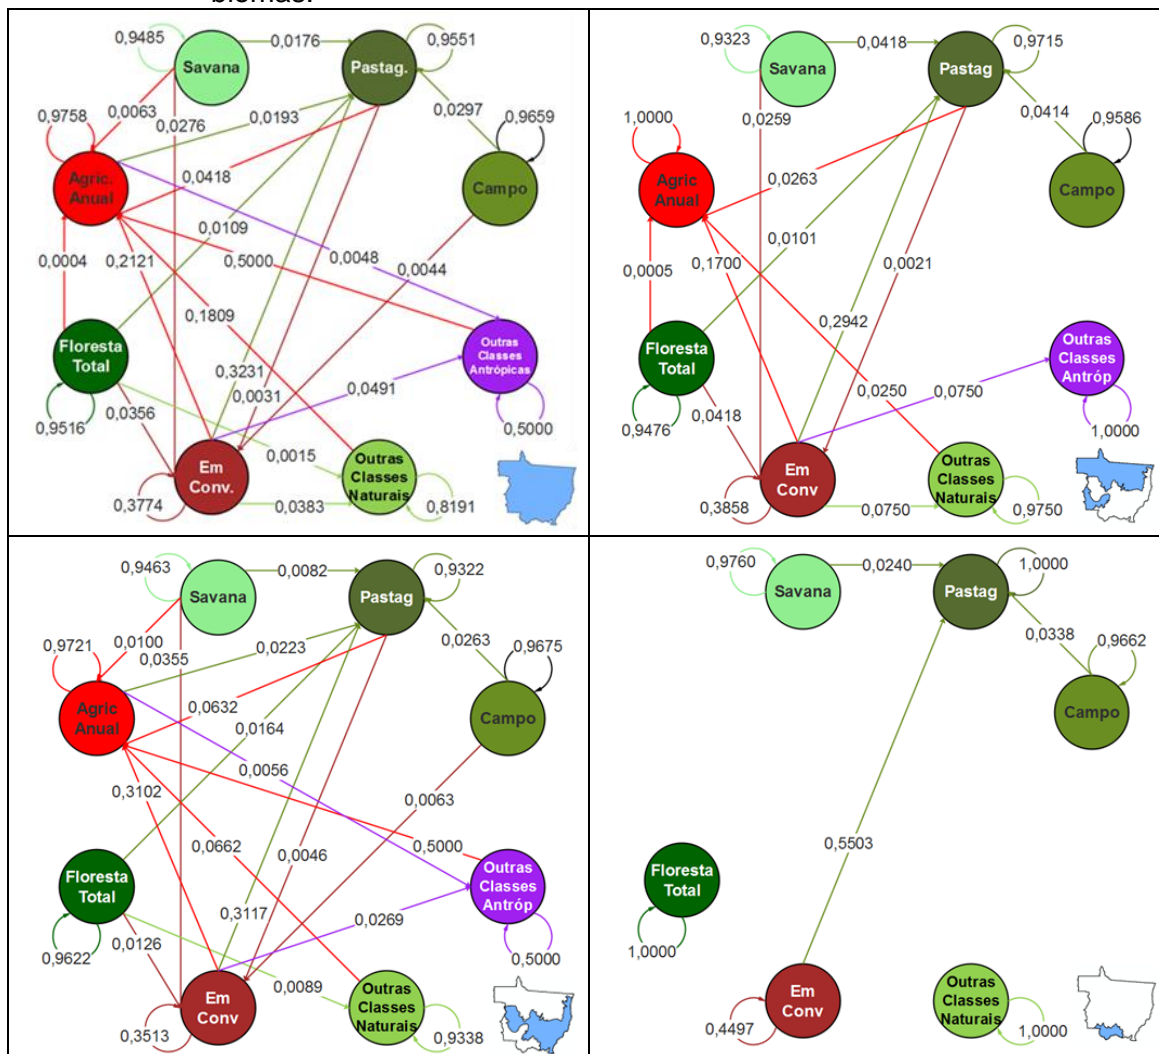 biomas.
0,9485
0,0176
0,9551
Savana
Pastag.
0,9758
0,0063
0,0276
0,0193
0,0297
0,9659
Agric.
Anual
0,0418
Campo
0,0109
0,0004
0,2121
0,5000
0,0048
0,0044
0,1809
Floresta
Total
Outras
Classes
Antrópicas
0,3231
0,0031
0,0491
0,9516
0,0356
0,5000
0,0015
Em
Conv.
Outras
Classes
Naturais
0,3774
0,0383
0,8191
0,9323
0,0418
0,9715
Savana
Pastag
1,0000
0,0259
0,0414
0,9586
Agric
Anual
0,0263
Campo
0,0101
0,0005
0,1700
0,0021
0,2942
Floresta
Total
Outras
Classes
Antróp
0,0250
0,0750
0,9476
0,0418
1,0000
Em
Conv
Outras
Classes
Naturais
0,3858
0,0750
0,9750
0,9463
0,0082
0,9322
Savana
Pastag
0,9721
0,0100
0,0355
0,0223
0,0263
0,9675
Agric
Anual
0,0632
Campo
0,0164
0,0056
0,3102
0,0063
0,0662
0,0046
0,5000
Floresta
Total
Outras
Classes
Antróp
0,3117
0,0269
0,9622
0,0126
0,5000
0,0089
Em
Conv
Outras
Classes
Naturais
0,3513
0,9338
0,9760
0,0240
1,0000
Savana
Pastag
0,0338
0,9662
Campo
0,5503
Floresta
Total
1,0000
Em
Conv
Outras
Classes
Naturais
0,4497
1,0000